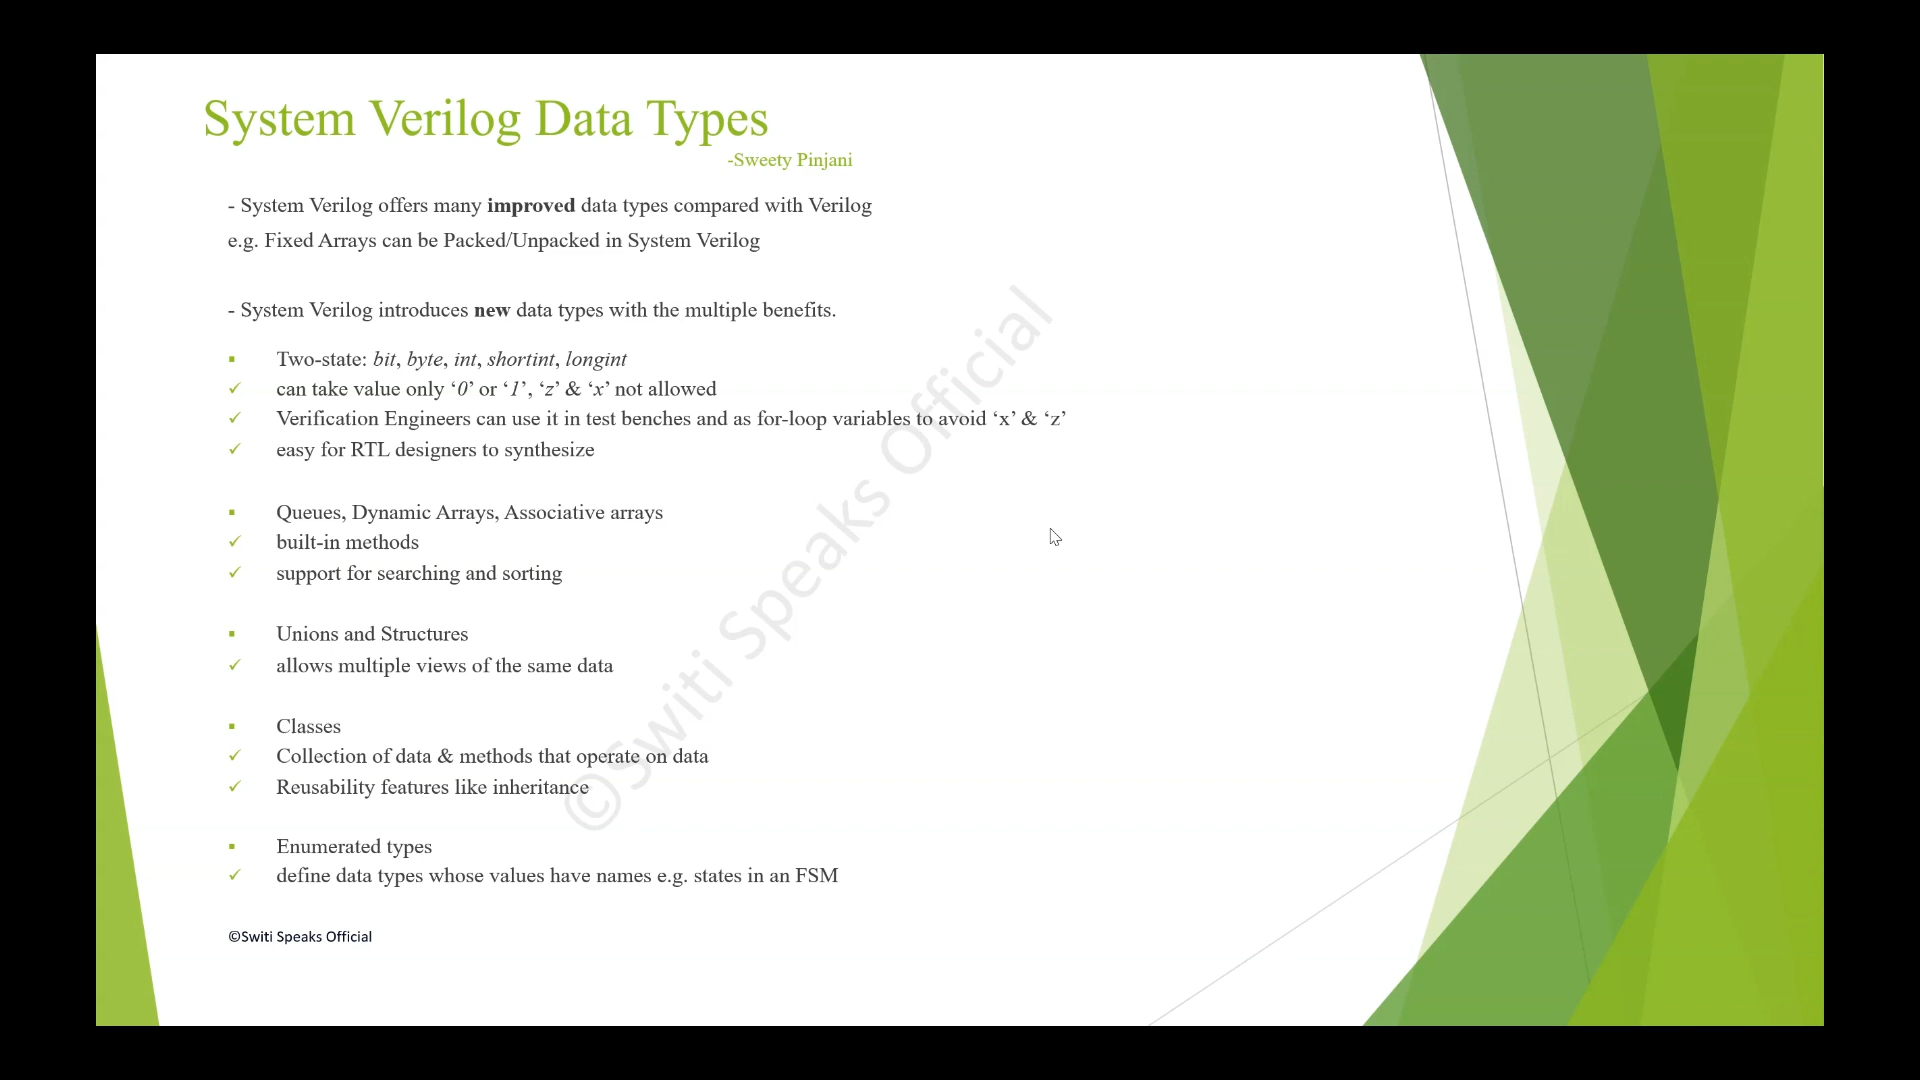 System Verilog Data Types
-Sweety Pinjani
- System Verilog offers many improved data types compared with Verilog
e.g. Fixed Arrays can be Packed/Unpacked in System Verilog
- System Verilog introduces new data types with the multiple benefits.
▪ Two-state: bit, byte, int, shortint, longint
✓ can take value only ‘0’ or ‘1’, ‘z’ & ‘x’ not allowed
✓ Verification Engineers can use it in test benches and as for-loop variables to avoid ‘x’ & ‘z’
✓ easy for RTL designers to synthesize
▪ Queues, Dynamic Arrays, Associative arrays
✓ built-in methods
✓ support for searching and sorting
▪ Unions and Structures
✓ allows multiple views of the same data
▪ Classes
✓ Collection of data & methods that operate on data
✓ Reusability features like inheritance
▪ Enumerated types
✓ define data types whose values have names e.g. states in an FSM
©Switi Speaks Official
©Switi Speaks Official